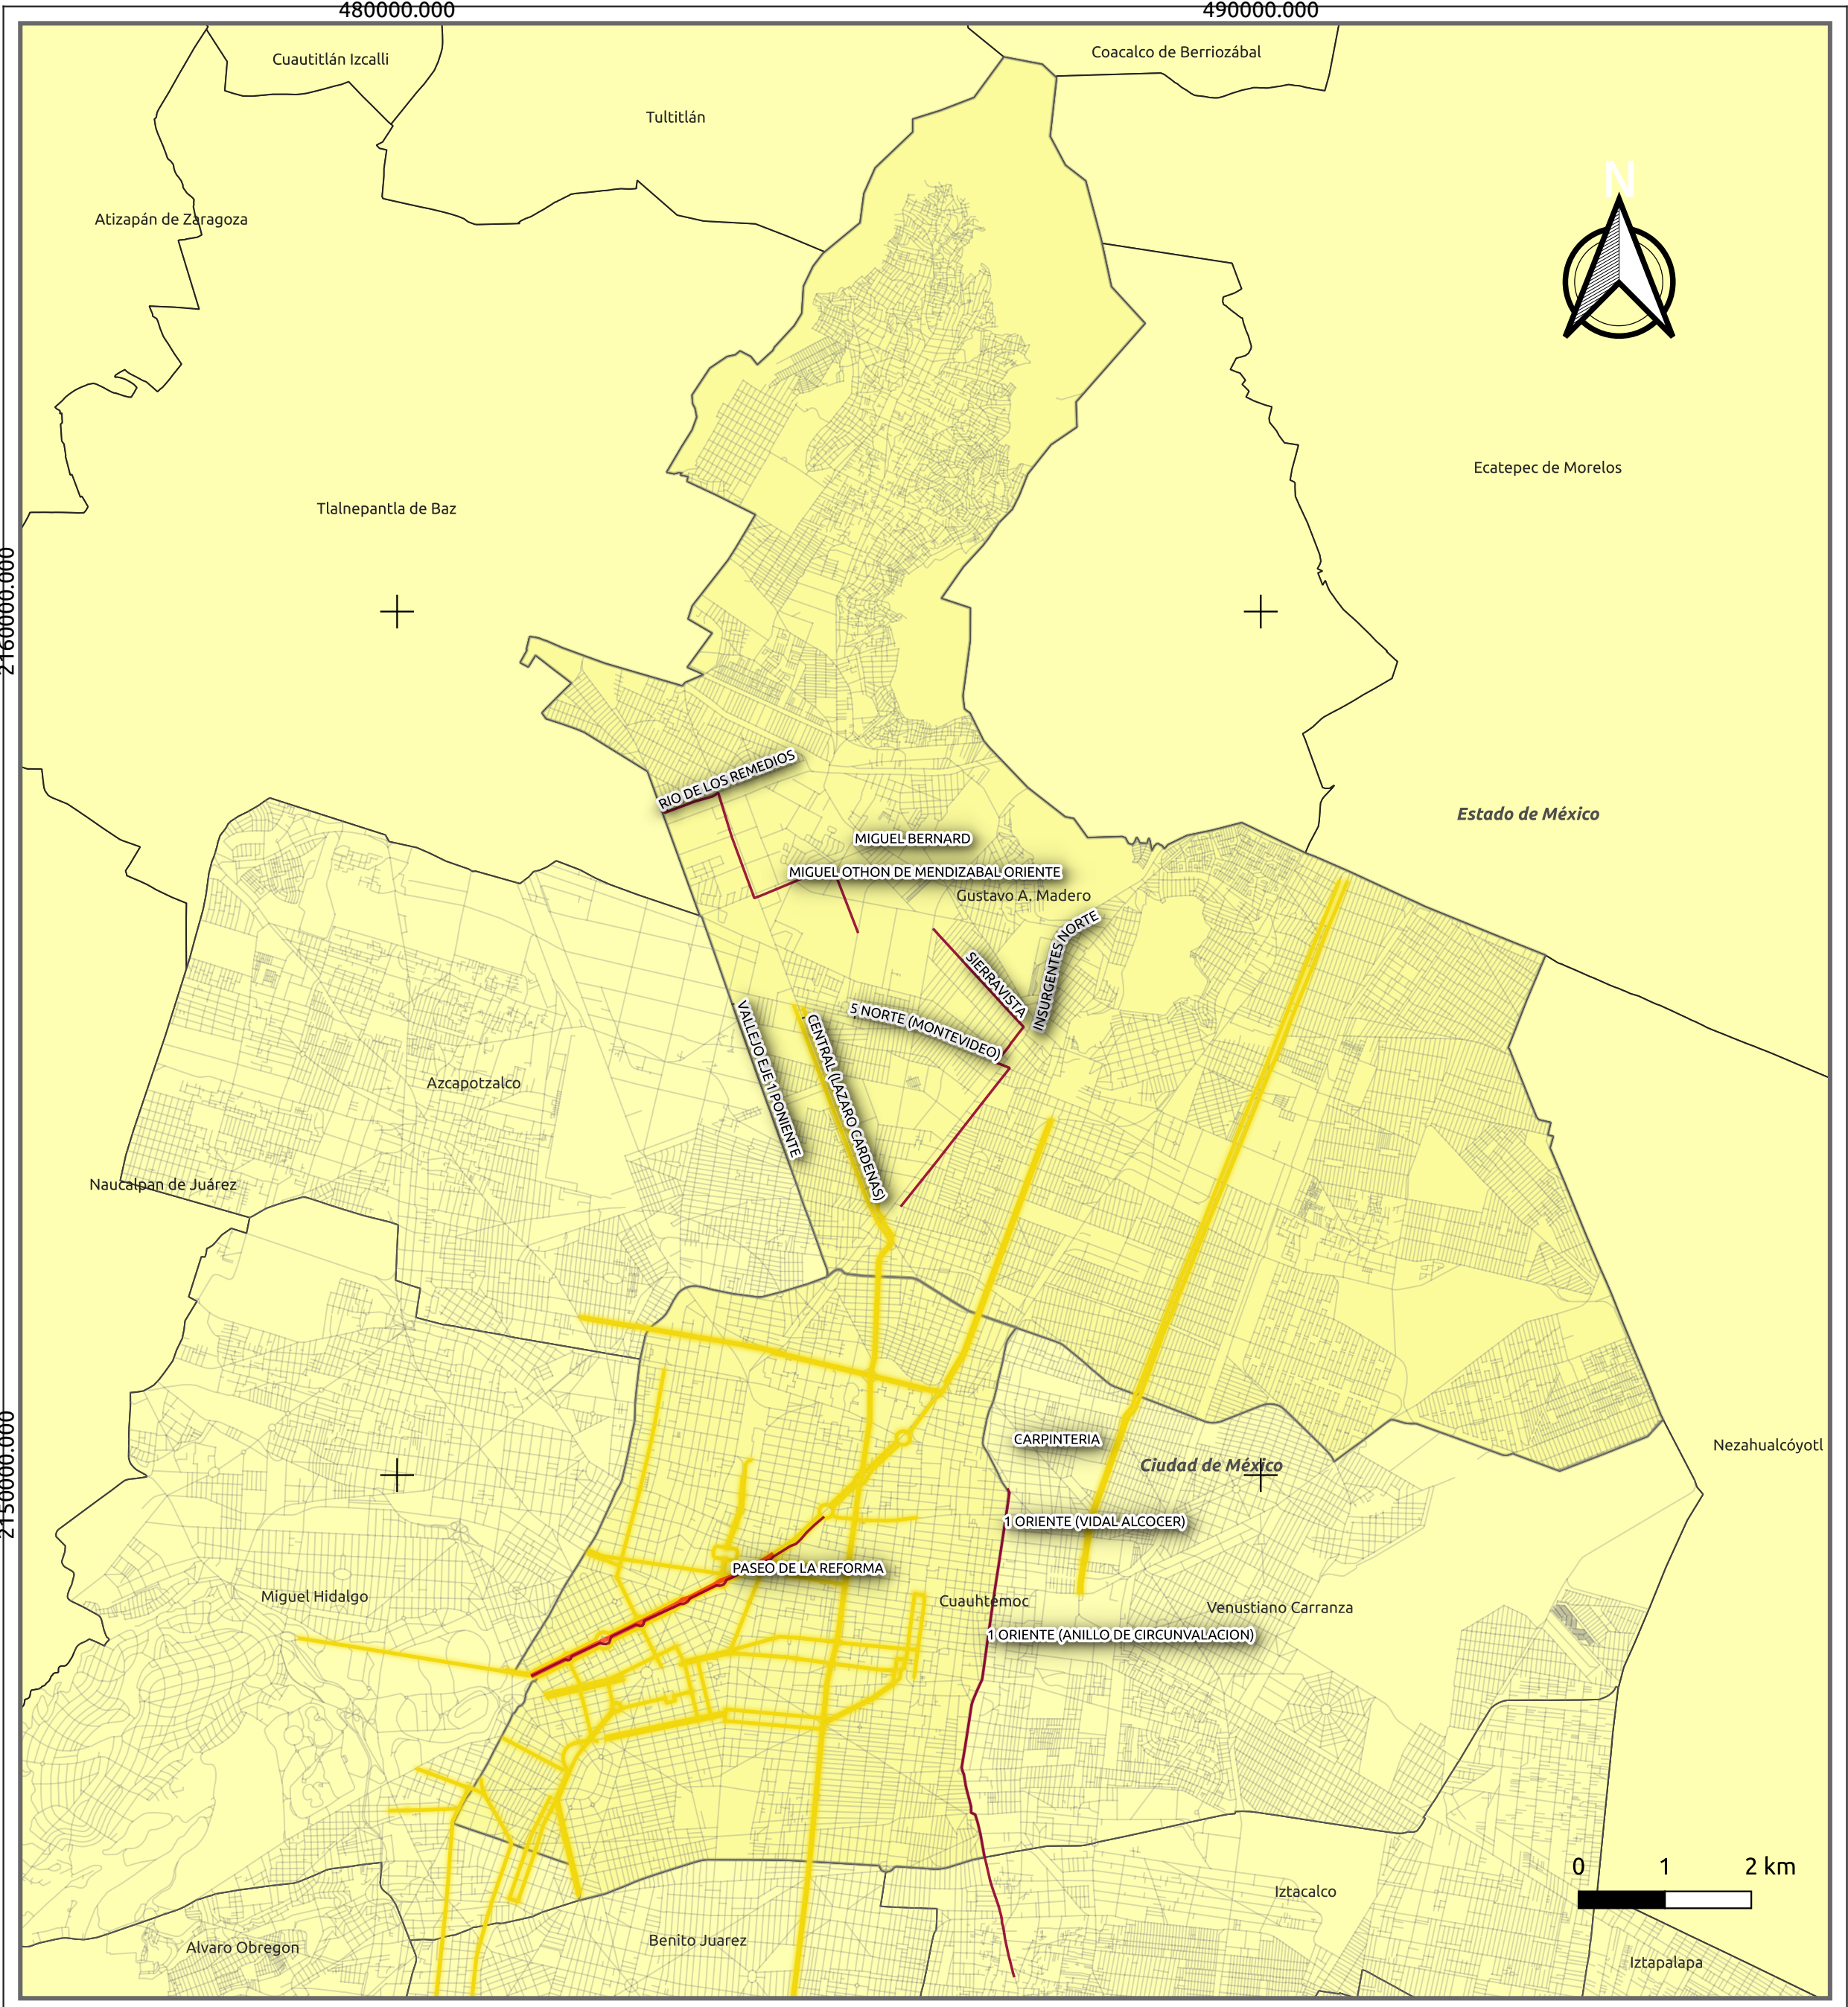 480000.000
490000.000
Cuautitlán Izcalli
Coacalco de Berriozábal
Tultitlán
N
Atizapán de Zaragoza
Ecatepec de Morelos
Tlalnepantla de Baz
2160000.000
RIO DE LOS REMEDIOS
Estado de México
MIGUEL BERNARD
MIGUEL OTHON DE MENDIZABAL ORIENTE
Gustavo A. Madero
INSURGENTES NORTE
SIERRAVISTA
5 NORTE (MONTEVIDEO)
VALLEJO EJE 1 PONIENTE
CENTRAL (LAZARO CARDENAS)
Azcapotzalco
Naucalpan de Juárez
CARPINTERIA
Nezahualcóyotl
Ciudad de México
2150000.000
1 ORIENTE (VIDAL ALCOCER)
PASEO DE LA REFORMA
Miguel Hidalgo
Cuauhtemoc
Venustiano Carranza
1 ORIENTE (ANILLO DE CIRCUNVALACION)
0 1 2 km
Iztacalco
Benito Juarez
Alvaro Obregon
Iztapalapa